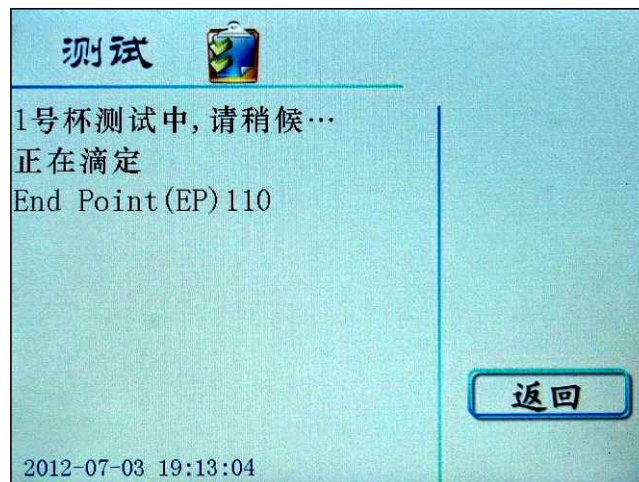 测试
1号杯测试中,请稍候…
正在滴定
End Point(EP)110
返回
2012-07-03 19:13:04